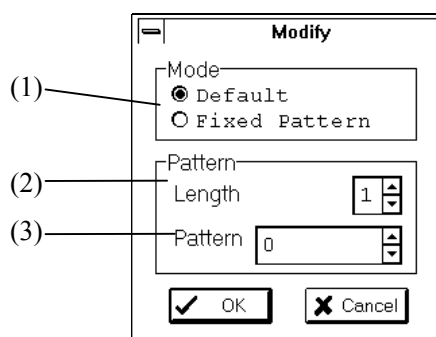 Modify
Mode
(1)
Default
Fixed Pattern
Pattern
(2)
Length 1
(3)
Pattern 0
OK Cancel